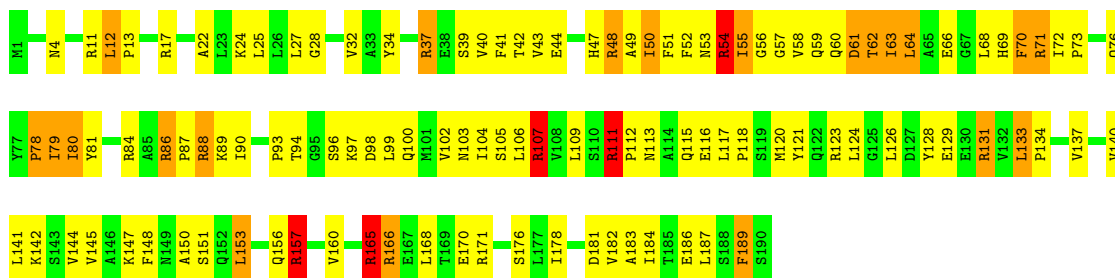 M1 N4 R11 L12 P13 R17 A22 L23 K24 L25 L26 L27 G28 V32 A33 Y34 R37 E38 S39 V40 F41 T42 V43 E44 H47 R48 A49 I50 F51 F52 N53 R54 I55 G56 G57 V58 Q59 Q60 D61 T62 I63 L64 A65 E66 G67 L68 H69 F70 R71 I72 P73
Y77 P78 I79 I80 Y81 R84 A85 R86 P87 R88 K89 I90 P93 T94 G95 S96 K97 D98 L99 Q100 M101 V102 N103 I104 S105 L106 R107 V108 L109 S110 R111 P112 N113 A114 Q115 E116 L117 P118 S119 M120 Y121 Q122 R123 L124 G125 L126 D127 Y128 E129 E130 R131 V132 L133 P134 V137
L141 K142 S143 V144 V145 A146 K147 F148 N149 A150 S151 Q152 L153 Q156 R157 V160 R165 R166 E167 L168 T169 E170 R171 S176 L177 I178 D181 V182 A183 I184 T185 E186 L187 S188 F189 S190